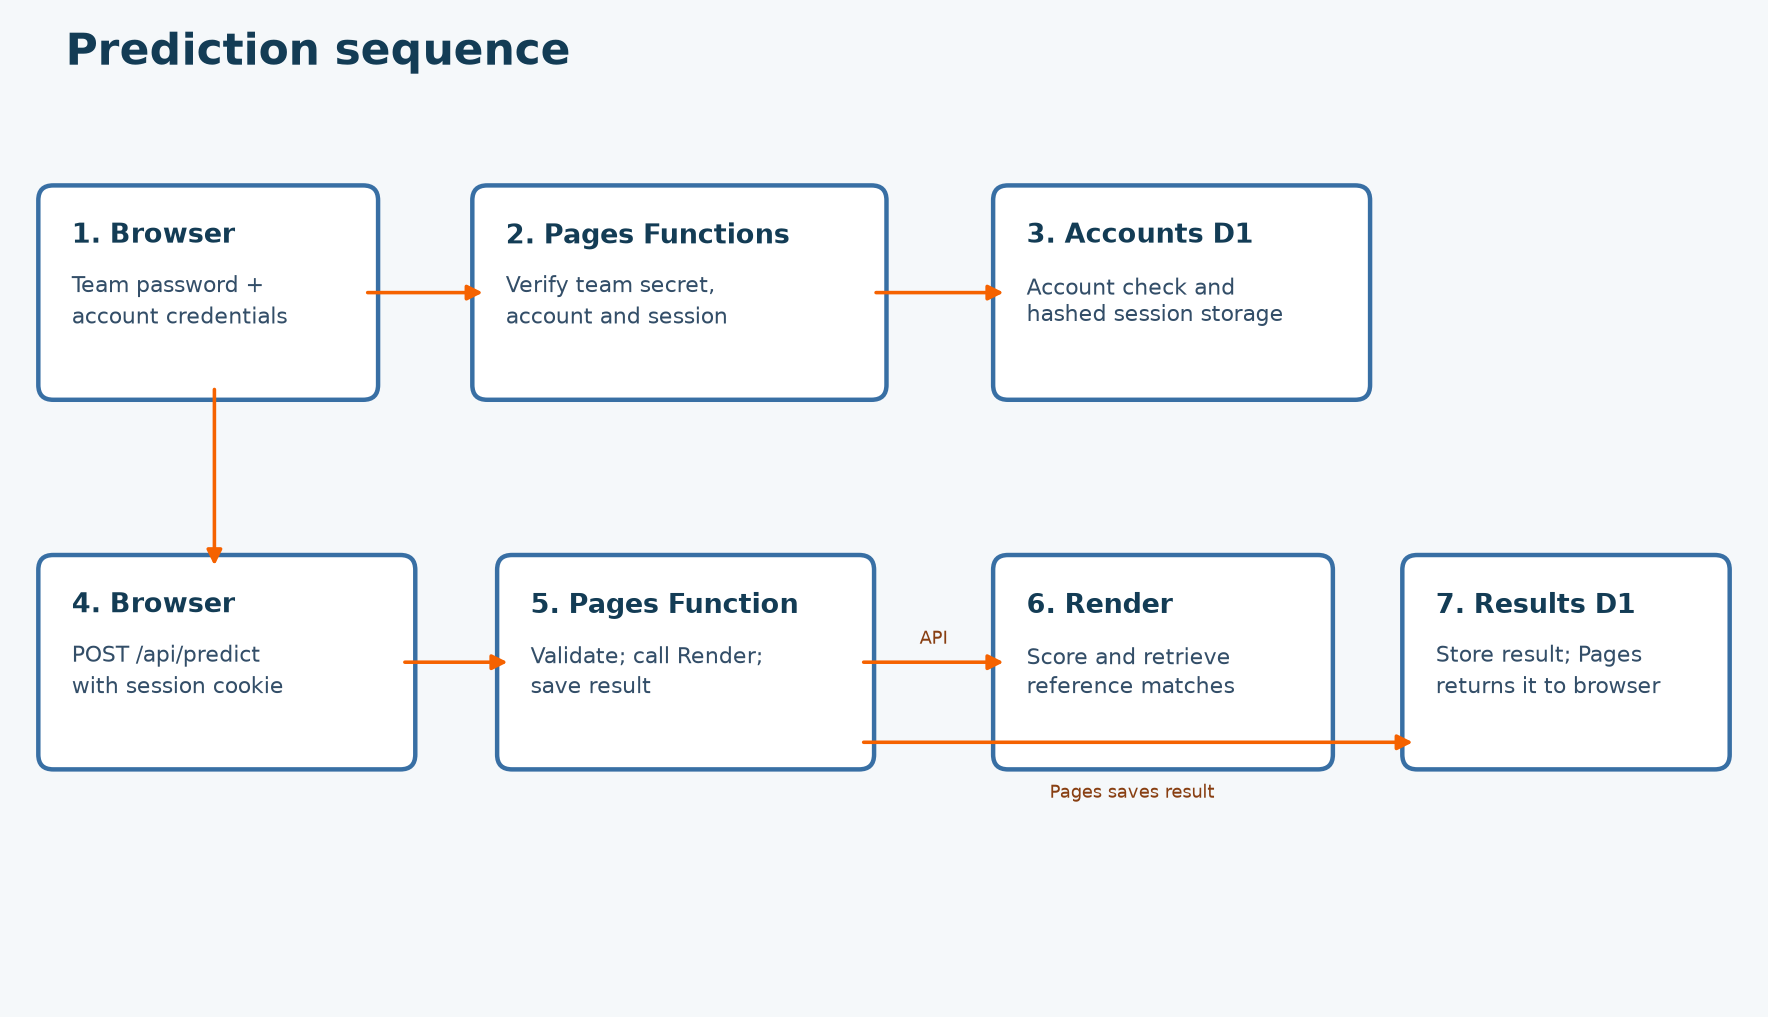 Prediction sequence
1. Browser
Team password +
account credentials
2. Pages Functions
Verify team secret,
account and session
3. Accounts D1
Account check and
hashed session storage
4. Browser
POST /api/predict
with session cookie
5. Pages Function
Validate; call Render;
save result
API
6. Render
Score and retrieve
reference matches
7. Results D1
Store result; Pages
returns it to browser
Pages saves result